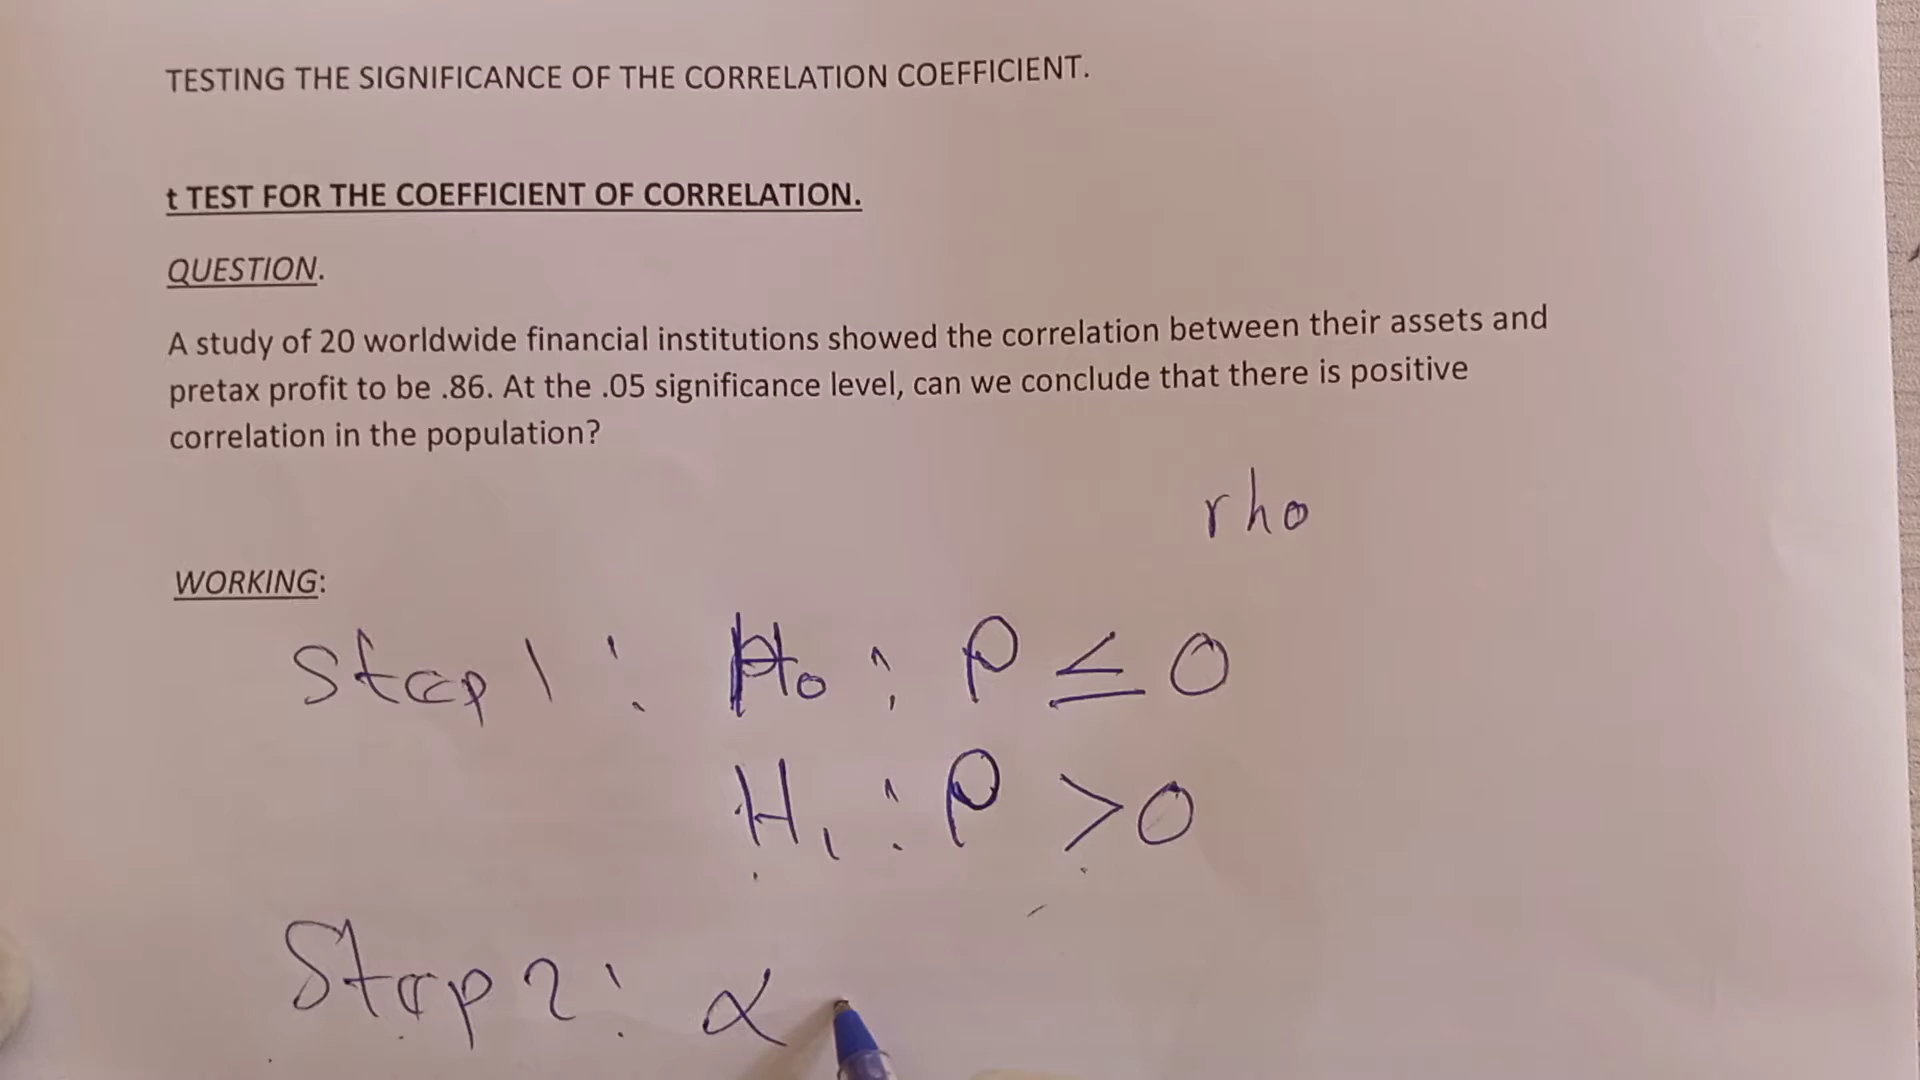 TESTING THE SIGNIFICANCE OF THE CORRELATION COEFFICIENT.
t TEST FOR THE COEFFICIENT OF CORRELATION.
QUESTION.
A study of 20 worldwide financial institutions showed the correlation between their assets and
pretax profit to be .86. At the .05 significance level, can we conclude that there is positive
correlation in the population?
rho
WORKING:
Step 1 : H₀ : ρ ≤ 0
H₁ : ρ > 0
Step 2 : α